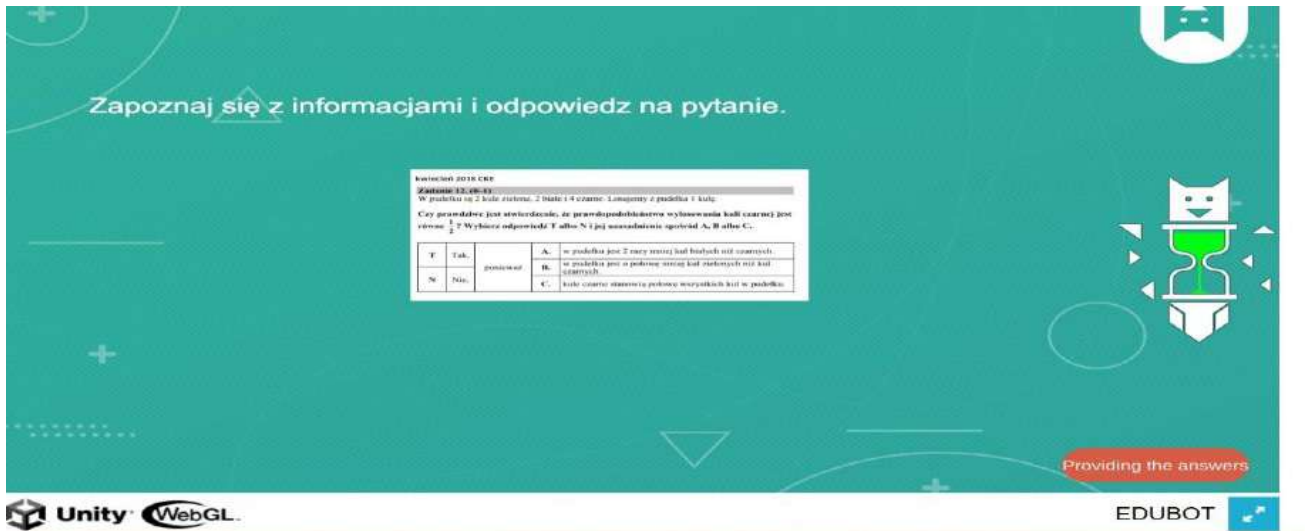 Zapoznaj się z informacjami i odpowiedz na pytanie.
kwiecień 2018 CKE
Zadanie 12. (0–1)
W pudełku są 2 kule zielone, 2 białe i 4 czarne. Losujemy z pudełka 1 kulę.
Czy prawdziwe jest stwierdzenie, że prawdopodobieństwo wylosowania kuli czarnej jest
równe 1/2 ? Wybierz odpowiedź T albo N i jej uzasadnienie spośród A, B albo C.
T Tak,
N Nie,
ponieważ
A. w pudełku jest 2 razy mniej kul białych niż czarnych.
B. w pudełku jest o połowę mniej kul zielonych niż kul
czarnych.
C. kule czarne stanowią połowę wszystkich kul w pudełku.
Providing the answers
Unity WebGL
EDUBOT